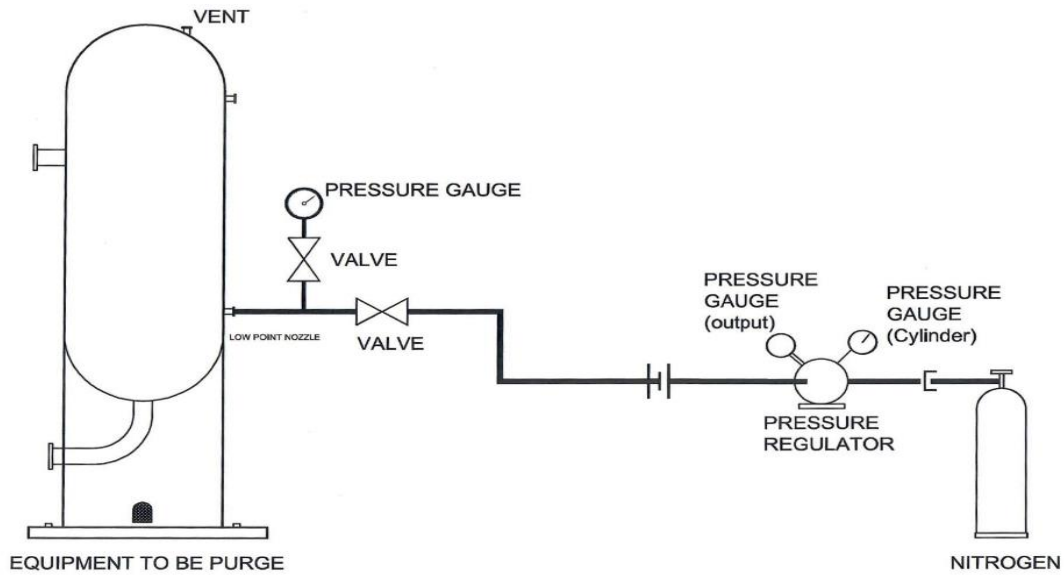 VENT
PRESSURE GAUGE
VALVE
LOW POINT NOZZLE
VALVE
PRESSURE
GAUGE
(output)
PRESSURE
GAUGE
(Cylinder)
PRESSURE
REGULATOR
EQUIPMENT TO BE PURGE
NITROGEN